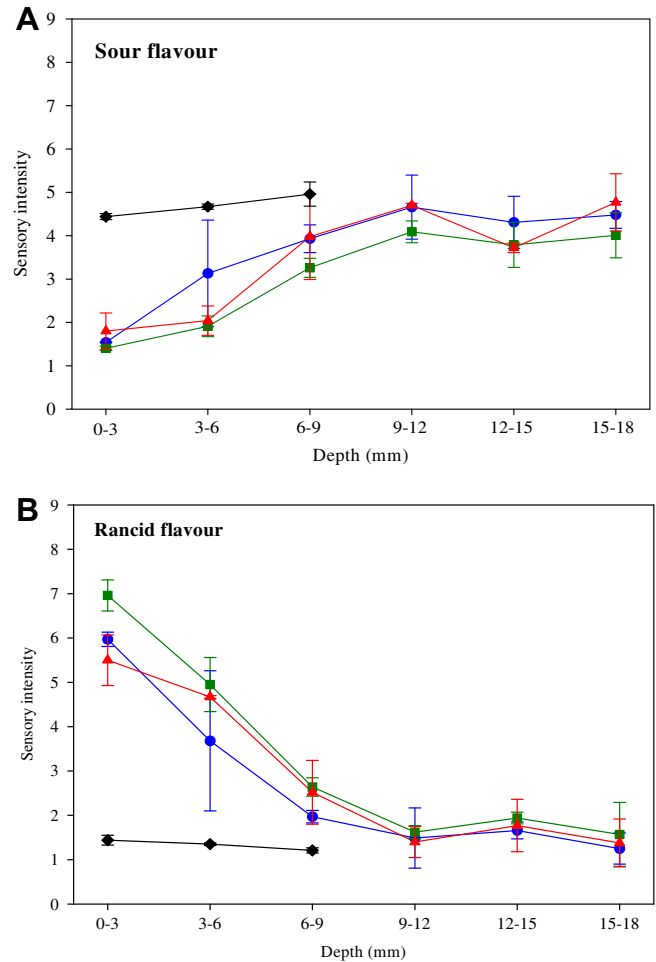 A
Sour flavour
9
8
7
6
5
4
3
2
1
0
Sensory intensity
0-3 3-6 6-9 9-12 12-15 15-18
Depth (mm)
B
Rancid flavour
9
8
7
6
5
4
3
2
1
0
Sensory intensity
0-3 3-6 6-9 9-12 12-15 15-18
Depth (mm)